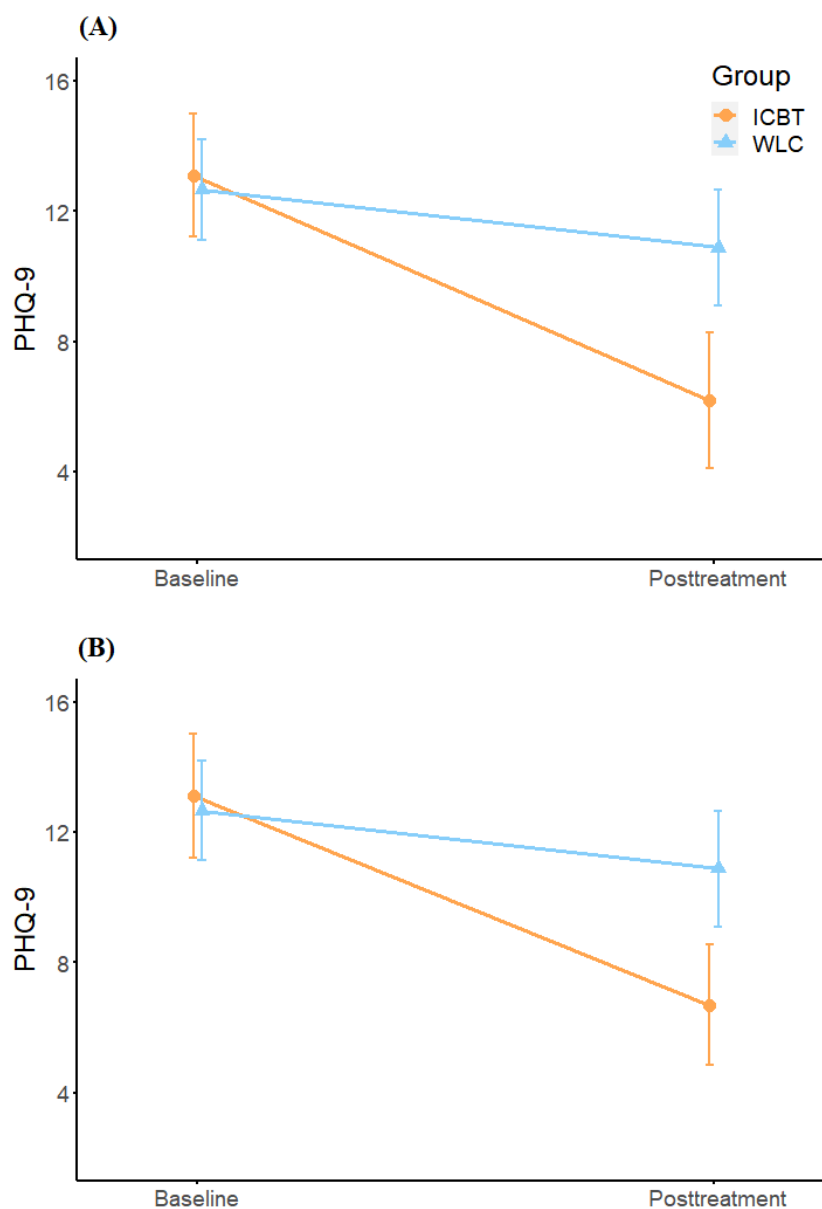 (A)
16
12
8
4
PHQ-9
Group
ICBT
WLC
Baseline
Posttreatment
(B)
16
12
8
4
PHQ-9
Baseline
Posttreatment